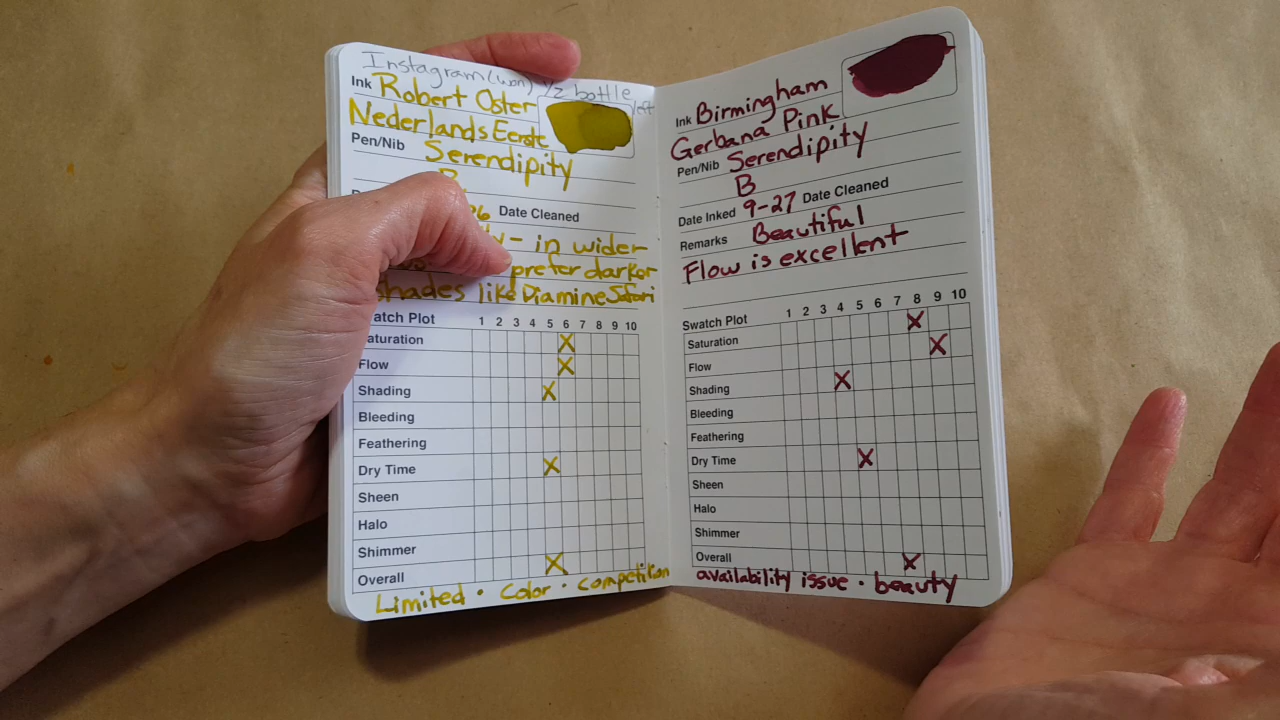 Instagram (won) 1/2 bottle
left
Ink Robert Oster
Nederlands Eerste
Pen/Nib Serendipity
B
Date Cleaned
- in wider
prefer darker
shades like Diamine Safari
Swatch Plot 1 2 3 4 5 6 7 8 9 10
Saturation X
Flow X
Shading X
Bleeding
Feathering
Dry Time X
Sheen
Halo
Shimmer
Overall X
Limited · Color · competition
Ink Birmingham
Gerbana Pink
Pen/Nib Serendipity
B
Date Inked 9-27 Date Cleaned
Remarks Beautiful
Flow is excellent
Swatch Plot 1 2 3 4 5 6 7 8 9 10
Saturation X
Flow X
Shading X
Bleeding
Feathering
Dry Time X
Sheen
Halo
Shimmer
Overall X
availability issue · beauty